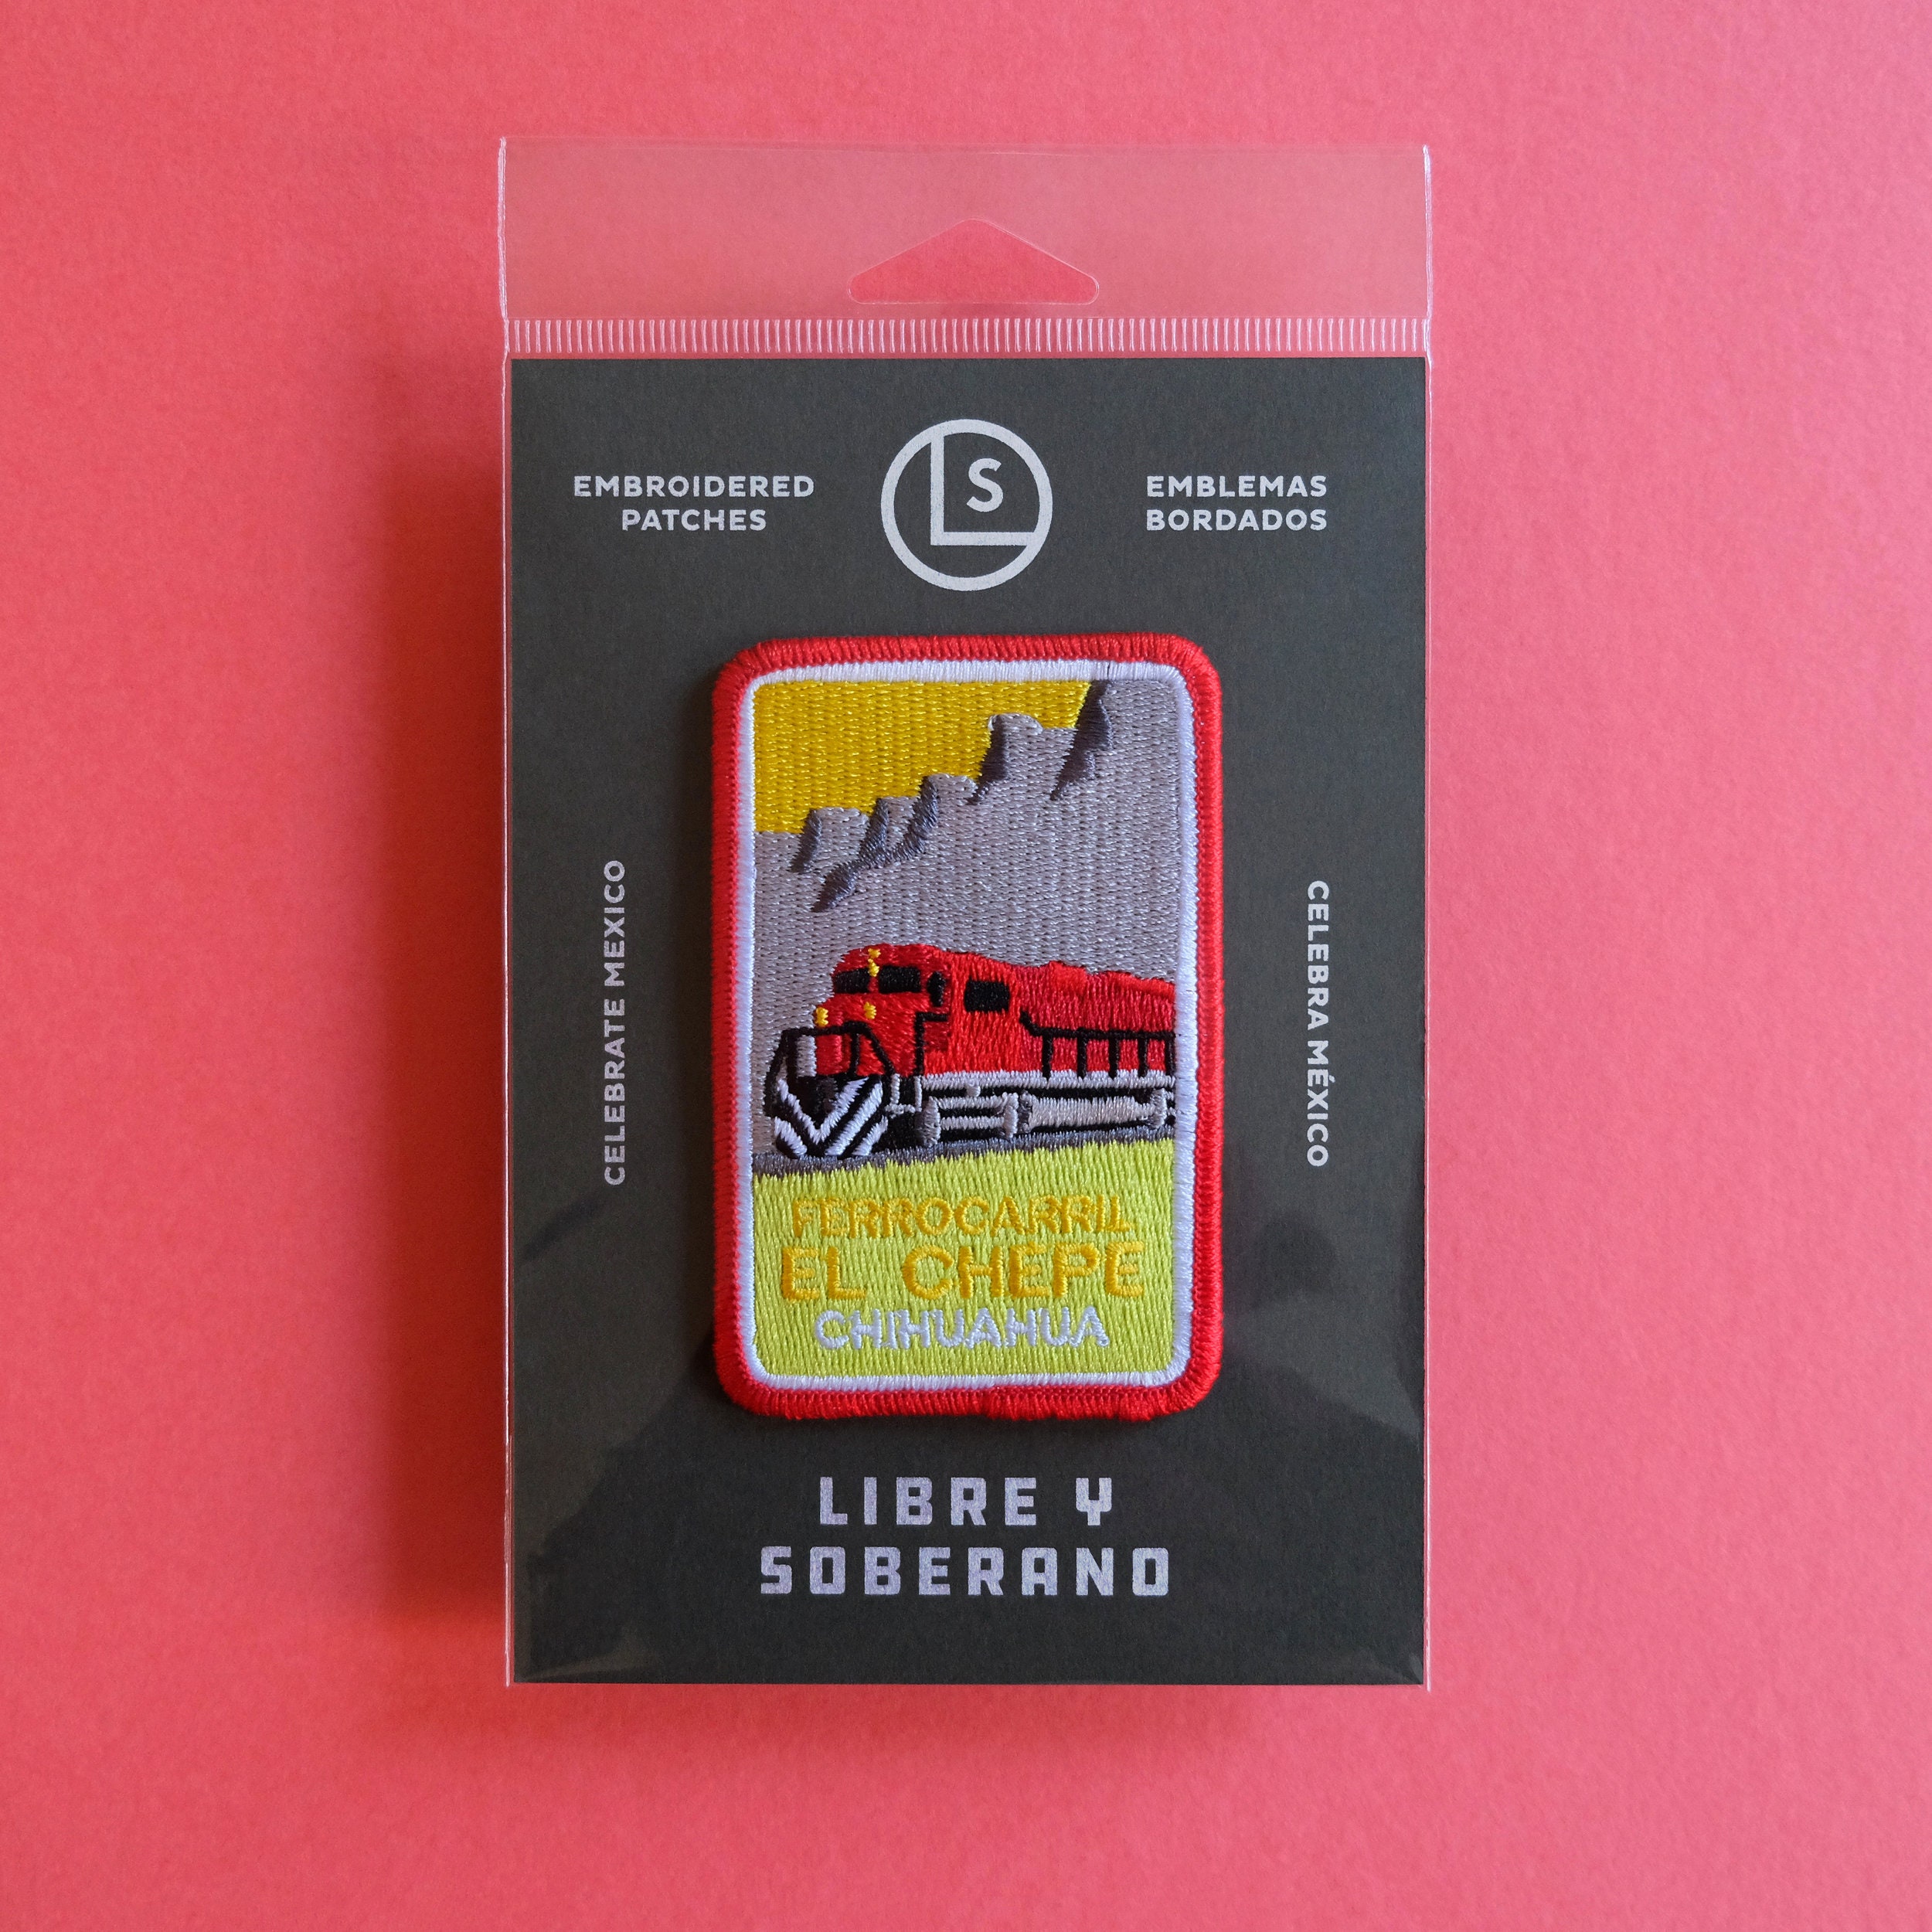 EMBROIDERED
PATCHES
LS
EMBLEMAS
BORDADOS
CELEBRATE MEXICO
CELEBRA MÉXICO
FERROCARRIL
EL CHEPE
CHIHUAHUA
LIBRE Y
SOBERANO